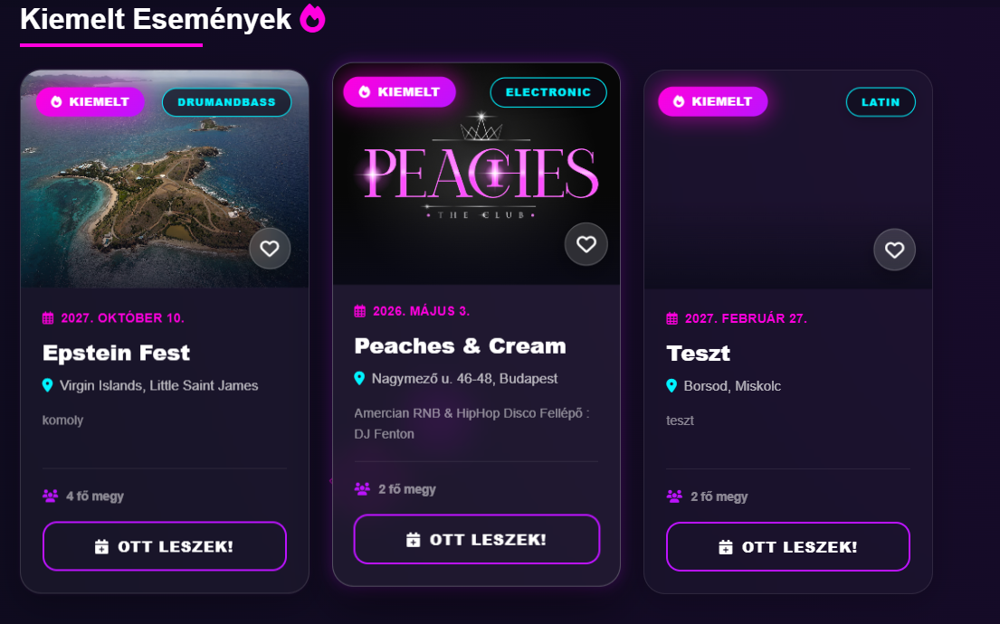 Kiemelt Események
KIEMELT
DRUMANDBASS
2027. OKTÓBER 10.
Epstein Fest
Virgin Islands, Little Saint James
komoly
4 fő megy
OTT LESZEK!
KIEMELT
ELECTRONIC
PEACHES
• THE CLUB •
2026. MÁJUS 3.
Peaches & Cream
Nagymező u. 46-48, Budapest
Amercian RNB & HipHop Disco Fellépő :
DJ Fenton
2 fő megy
OTT LESZEK!
KIEMELT
LATIN
2027. FEBRUÁR 27.
Teszt
Borsod, Miskolc
teszt
2 fő megy
OTT LESZEK!